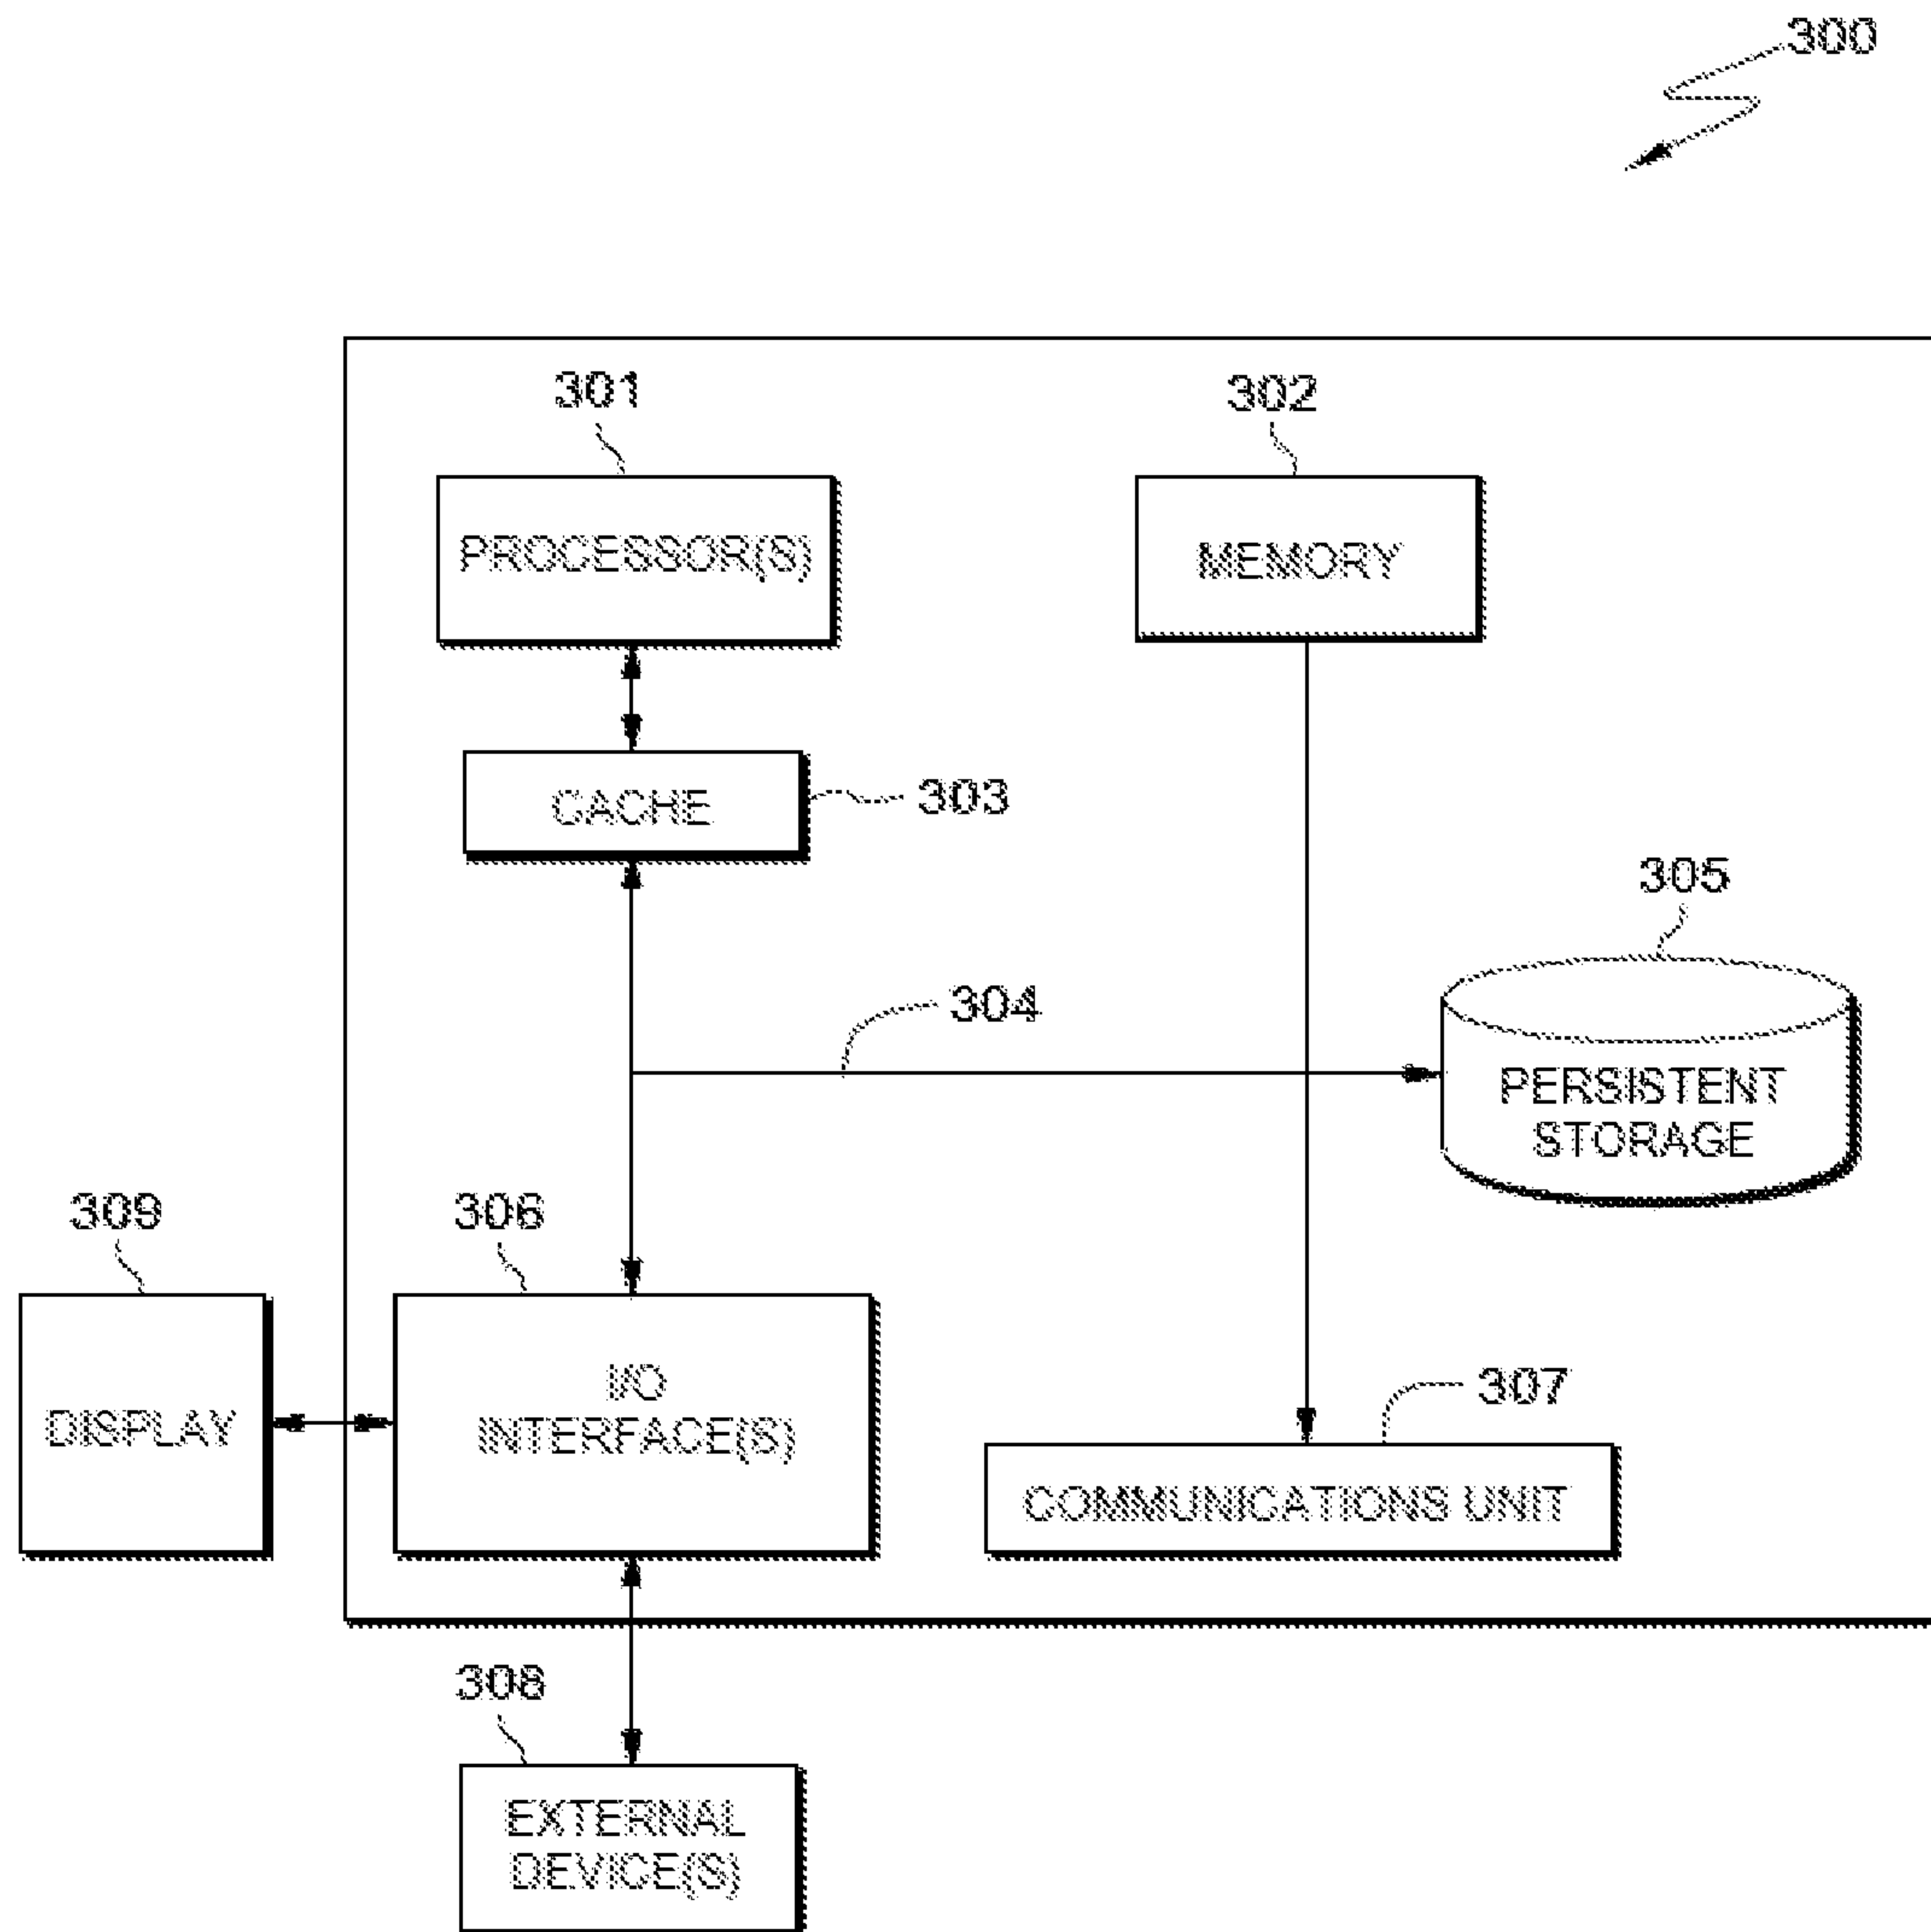 300
301
302
PROCESSOR(S)
MEMORY
CACHE
303
305
304
PERSISTENT
STORAGE
309
306
I/O
INTERFACE(S)
DISPLAY
307
COMMUNICATIONS UNIT
308
EXTERNAL
DEVICE(S)